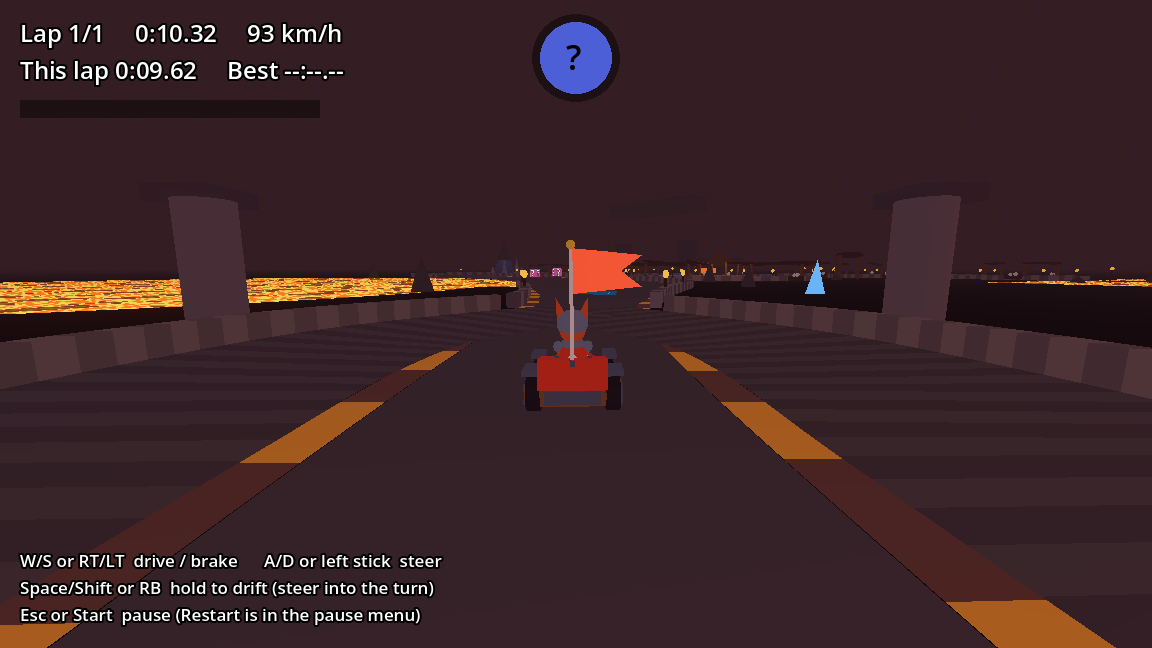 Lap 1/1 0:10.32 93 km/h
This lap 0:09.62 Best --:--.--
?
W/S or RT/LT drive / brake A/D or left stick steer
Space/Shift or RB hold to drift (steer into the turn)
Esc or Start pause (Restart is in the pause menu)